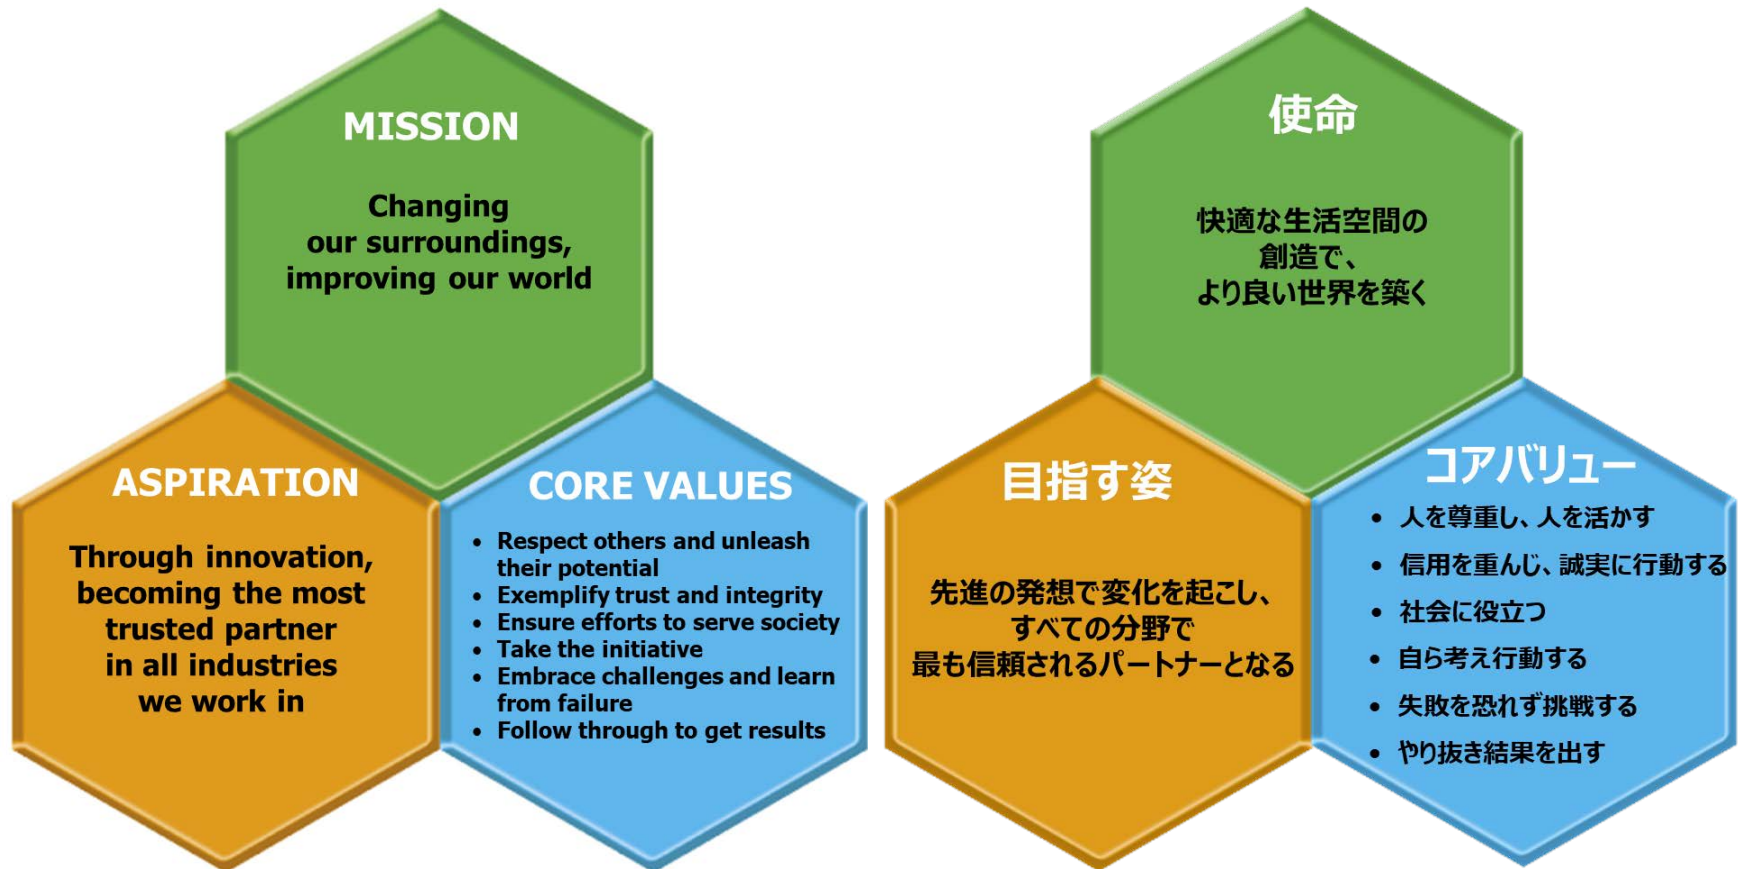 MISSION
Changing
our surroundings,
improving our world
ASPIRATION
Through innovation,
becoming the most
trusted partner
in all industries
we work in
CORE VALUES
• Respect others and unleash
their potential
• Exemplify trust and integrity
• Ensure efforts to serve society
• Take the initiative
• Embrace challenges and learn
from failure
• Follow through to get results
使命
快適な生活空間の
創造で、
より良い世界を築く
目指す姿
先進の発想で変化を起こし、
すべての分野で
最も信頼されるパートナーとなる
コアバリュー
• 人を尊重し、人を活かす
• 信用を重んじ、誠実に行動する
• 社会に役立つ
• 自ら考え行動する
• 失敗を恐れず挑戦する
• やり抜き結果を出す